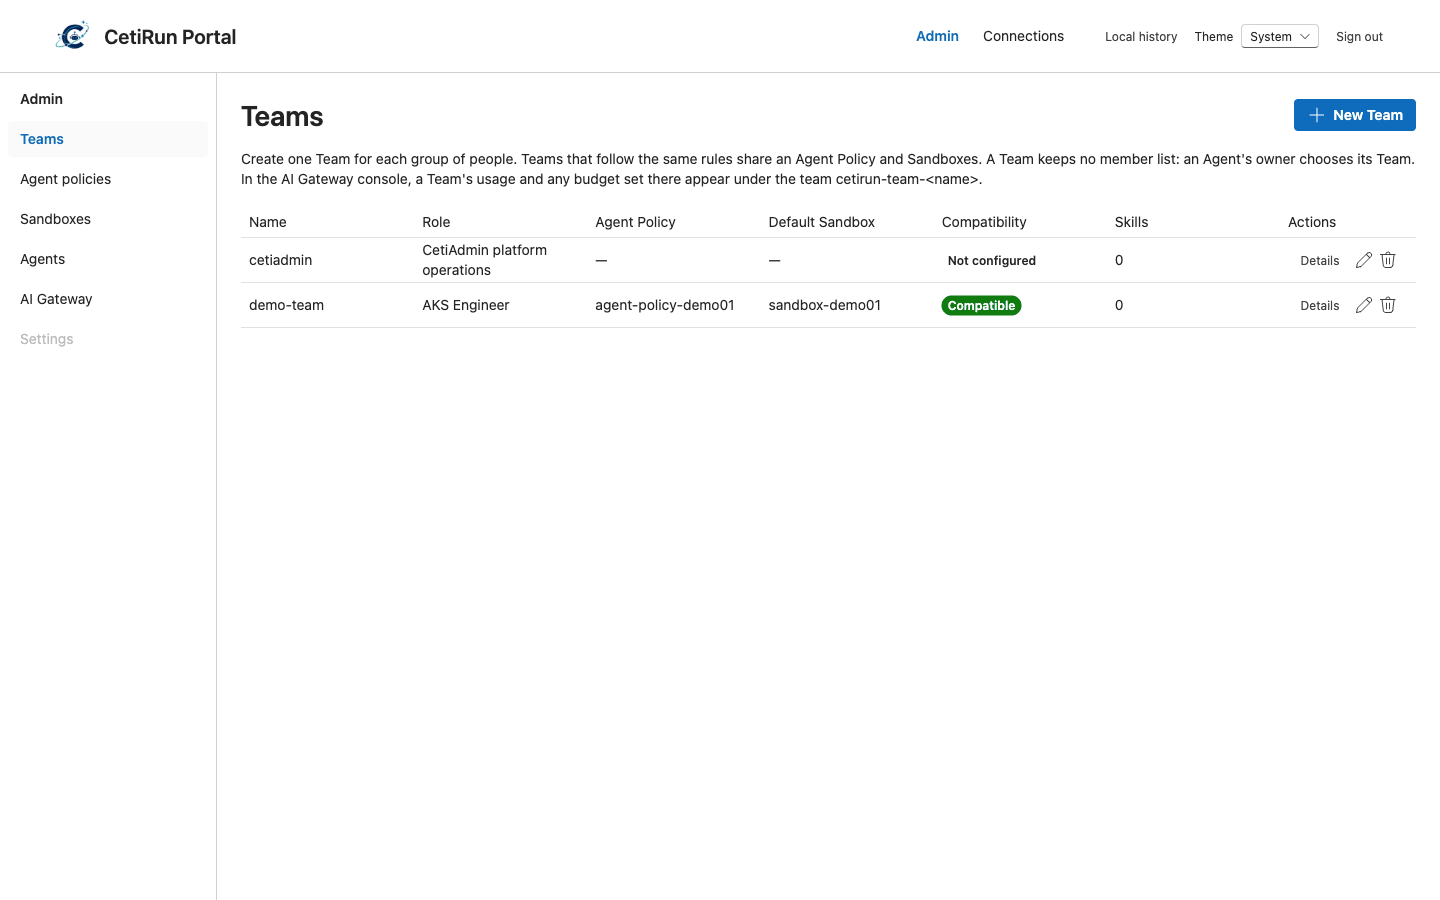 CetiRun Portal
Admin
Connections
Local history
Theme
System
Sign out
Admin
Teams
Agent policies
Sandboxes
Agents
AI Gateway
Settings
Teams
New Team
Create one Team for each group of people. Teams that follow the same rules share an Agent Policy and Sandboxes. A Team keeps no member list: an Agent's owner chooses its Team.
In the AI Gateway console, a Team's usage and any budget set there appear under the team cetirun-team-<name>.
Name Role Agent Policy Default Sandbox Compatibility Skills Actions
cetiadmin CetiAdmin platform operations — — Not configured 0 Details
demo-team AKS Engineer agent-policy-demo01 sandbox-demo01 Compatible 0 Details